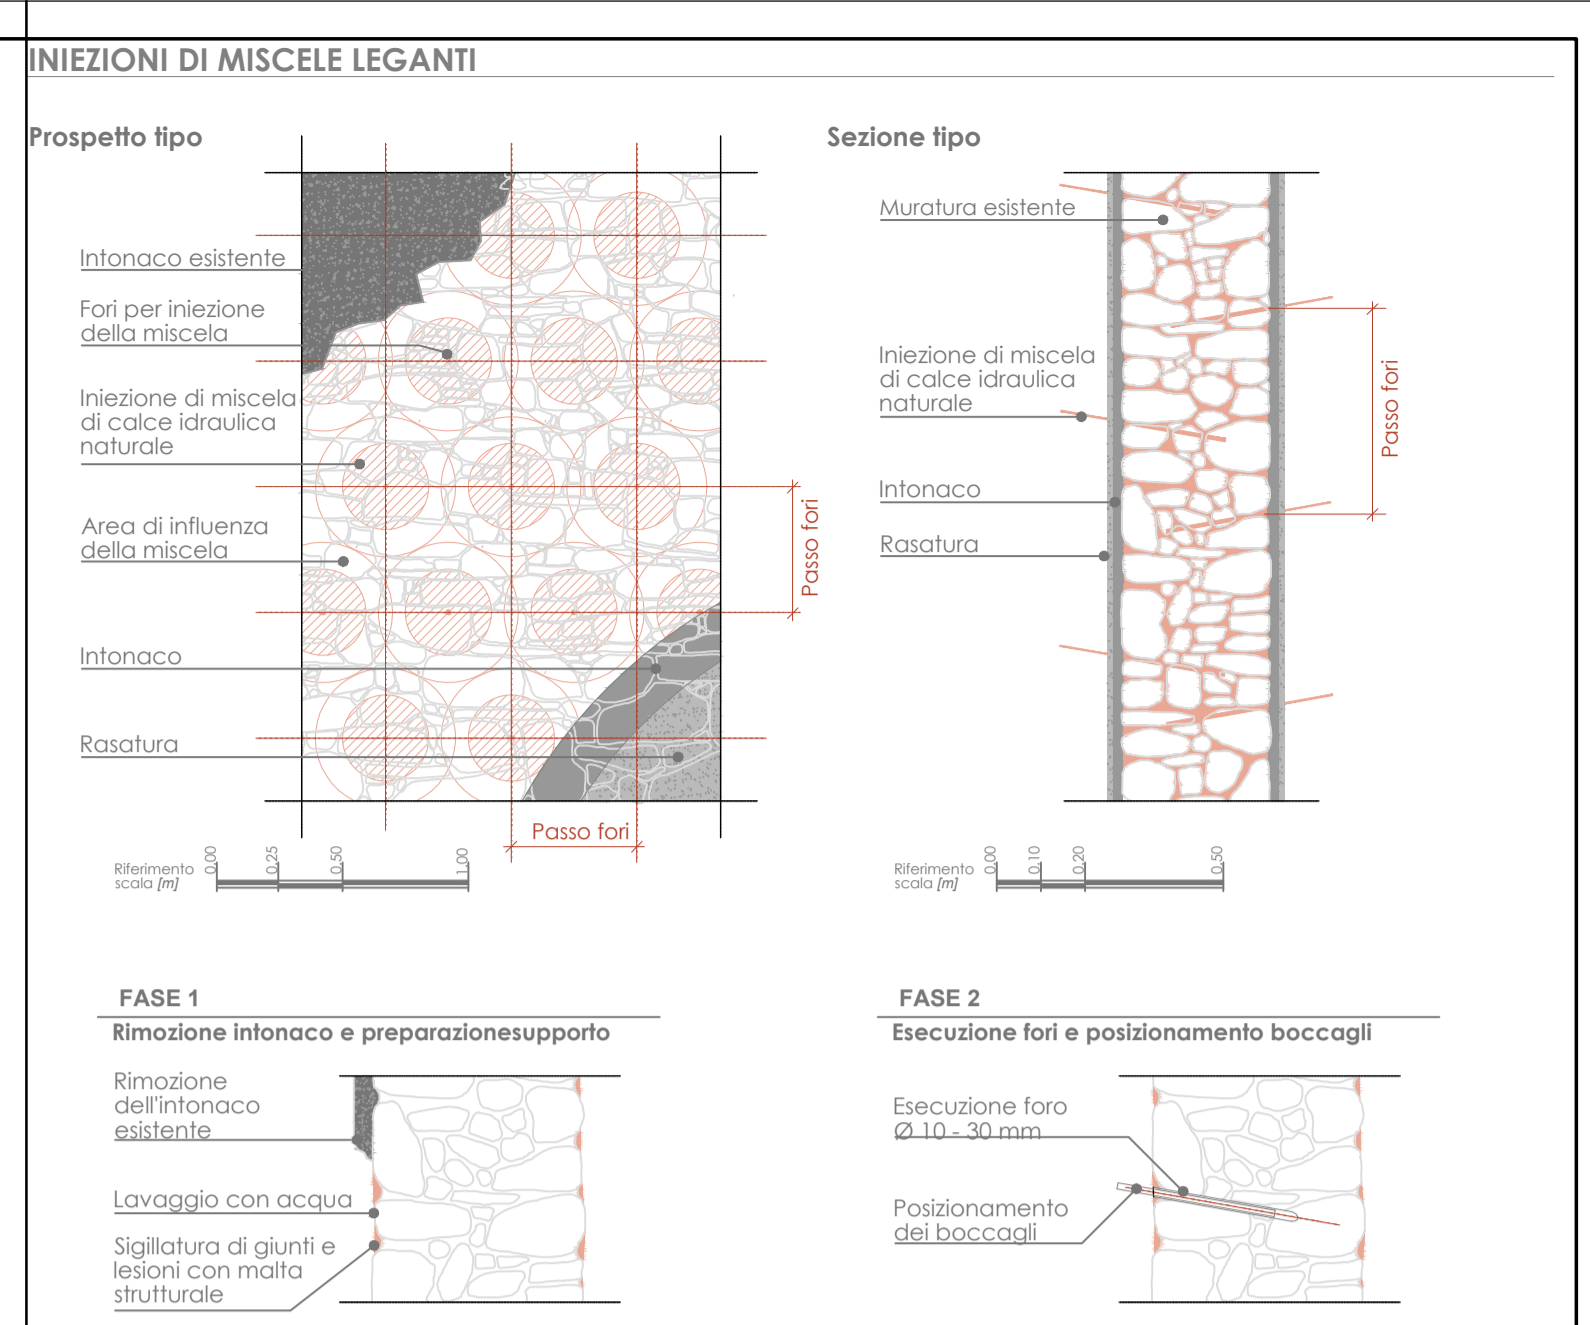 INIEZIONI DI MISCELE LEGANTI
Prospetto tipo
Intonaco esistente
Fori per iniezione
della miscela
Iniezione di miscela
di calce idraulica
naturale
Area di influenza
della miscela
Intonaco
Rasatura
Passo fori
Passo fori
Riferimento
scala [m]
0,00
0,25
0,50
1,00
Sezione tipo
Muratura esistente
Iniezione di miscela
di calce idraulica
naturale
Intonaco
Rasatura
Passo fori
Riferimento
scala [m]
0,00
0,10
0,20
0,50
FASE 1
Rimozione intonaco e preparazionesupporto
Rimozione
dell'intonaco
esistente
Lavaggio con acqua
Sigillatura di giunti e
lesioni con malta
strutturale
FASE 2
Esecuzione fori e posizionamento boccagli
Esecuzione foro
Ø 10 - 30 mm
Posizionamento
dei boccagli